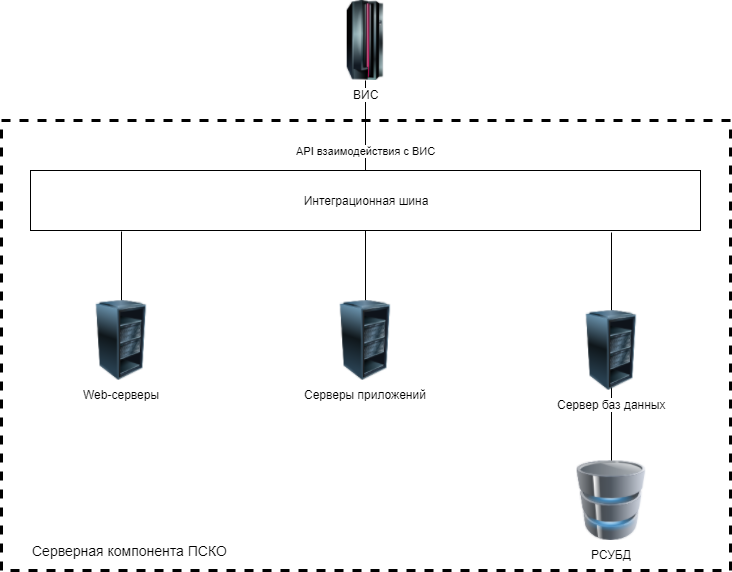 ВИС
API взаимодействия с ВИС
Интеграционная шина
Web-серверы
Серверы приложений
Сервер баз данных
РСУБД
Серверная компонента ПСКО